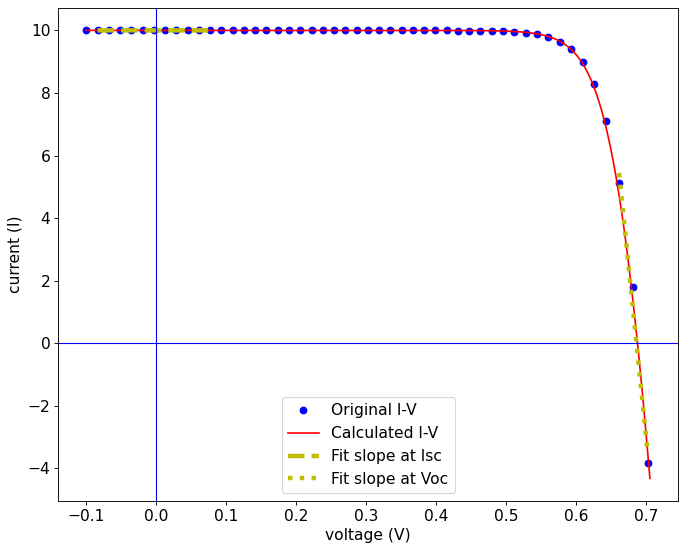 10
8
6
4
2
0
−2
−4
current (I)
Original I-V
Calculated I-V
Fit slope at Isc
Fit slope at Voc
−0.1 0.0 0.1 0.2 0.3 0.4 0.5 0.6 0.7
voltage (V)